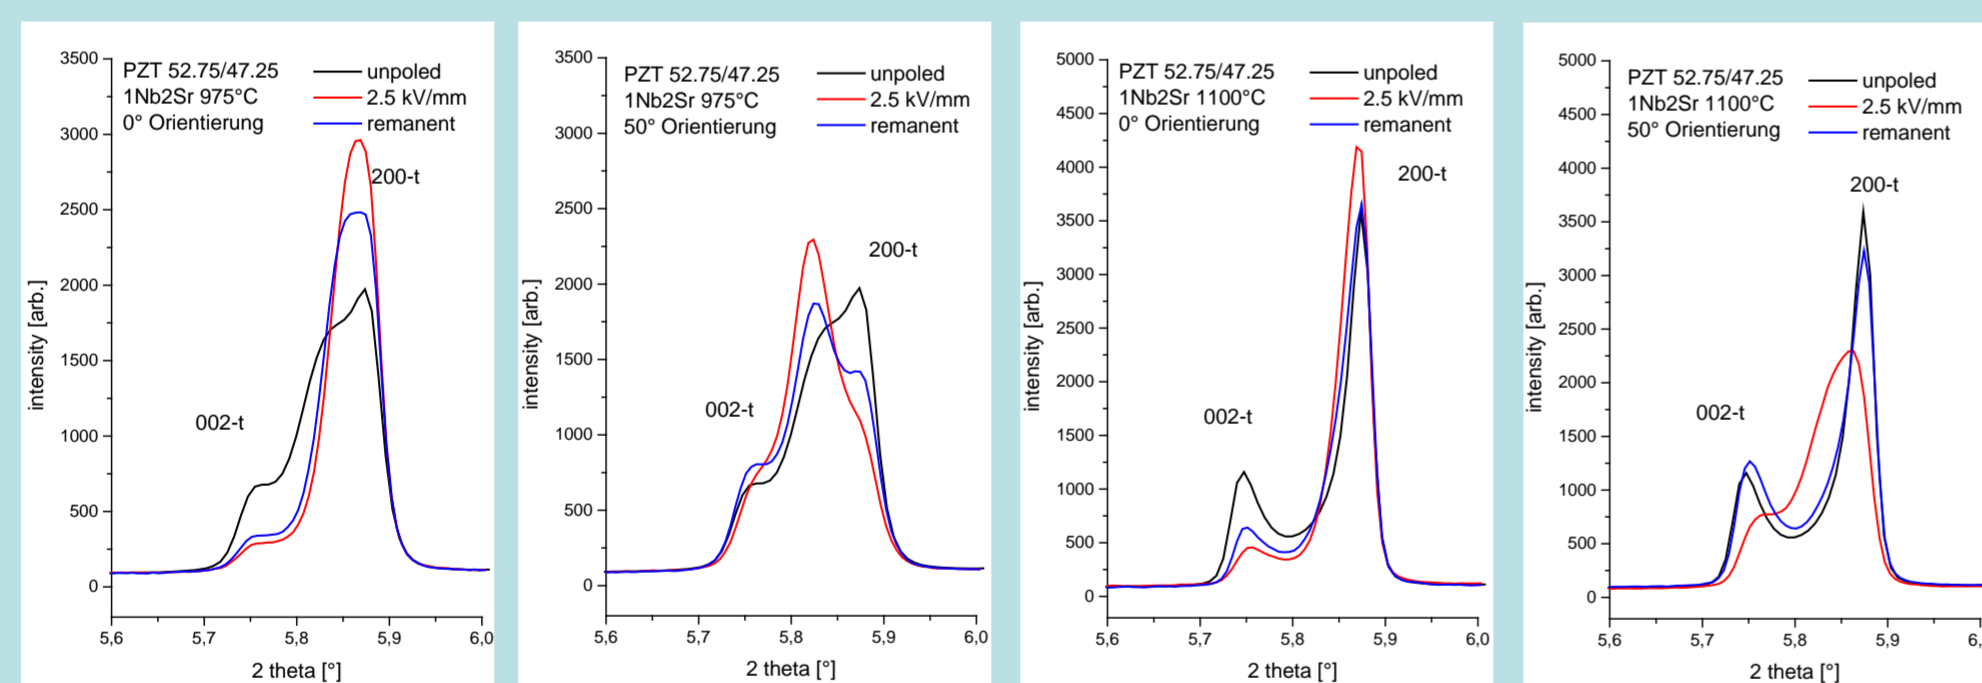 PZT 52.75/47.25
1Nb2Sr 975°C
0° Orientierung
unpoled
2.5 kV/mm
remanent
200-t
002-t
intensity [arb.]
3500
3000
2500
2000
1500
1000
500
0
5,6 5,7 5,8 5,9 6,0
2 theta [°]
PZT 52.75/47.25
1Nb2Sr 975°C
50° Orientierung
unpoled
2.5 kV/mm
remanent
200-t
002-t
intensity [arb.]
3500
3000
2500
2000
1500
1000
500
0
5,6 5,7 5,8 5,9 6,0
2 theta [°]
PZT 52.75/47.25
1Nb2Sr 1100°C
0° Orientierung
unpoled
2.5 kV/mm
remanent
200-t
002-t
intensity [arb.]
5000
4500
4000
3500
3000
2500
2000
1500
1000
500
0
5,6 5,7 5,8 5,9 6,0
2 theta [°]
PZT 52.75/47.25
1Nb2Sr 1100°C
50° Orientierung
unpoled
2.5 kV/mm
remanent
200-t
002-t
intensity [arb.]
5000
4500
4000
3500
3000
2500
2000
1500
1000
500
0
5,6 5,7 5,8 5,9 6,
2 theta [°]